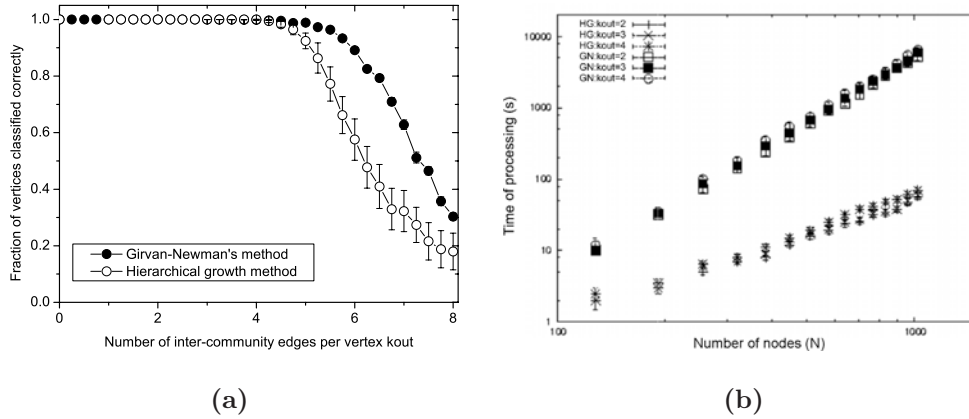 1.0
0.8
0.6
0.4
0.2
0.0
Fraction of vertices classified correctly
Girvan-Newman's method
Hierarchical growth method
0 2 4 6 8
Number of inter-community edges per vertex kout
(a)
HG:kout=2
HG:kout=3
HG:kout=4
GN:kout=2
GN:kout=3
GN:kout=4
10000
1000
100
10
1
Time of processing (s)
100 1000
Number of nodes (N)
(b)